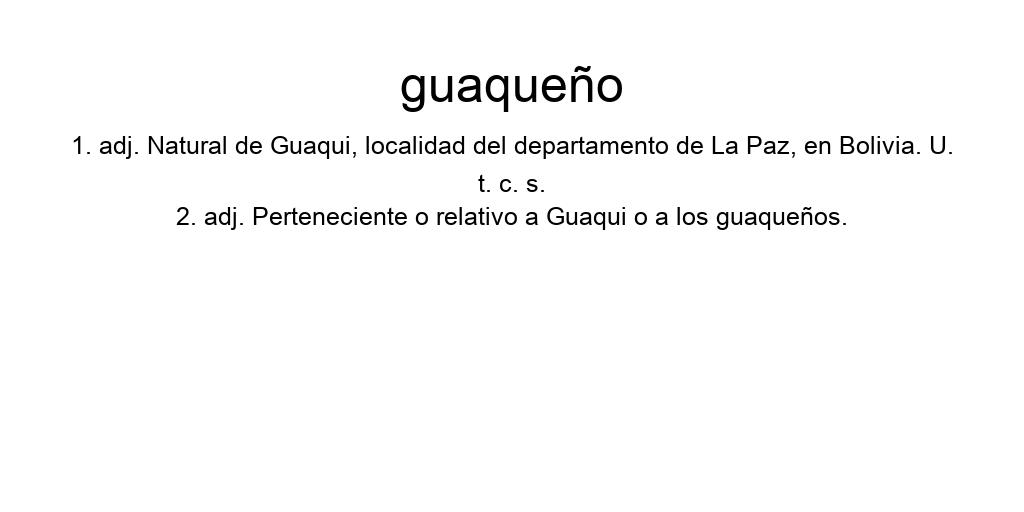 guaqueño
1. adj. Natural de Guaqui, localidad del departamento de La Paz, en Bolivia. U.
t. c. s.
2. adj. Perteneciente o relativo a Guaqui o a los guaqueños.